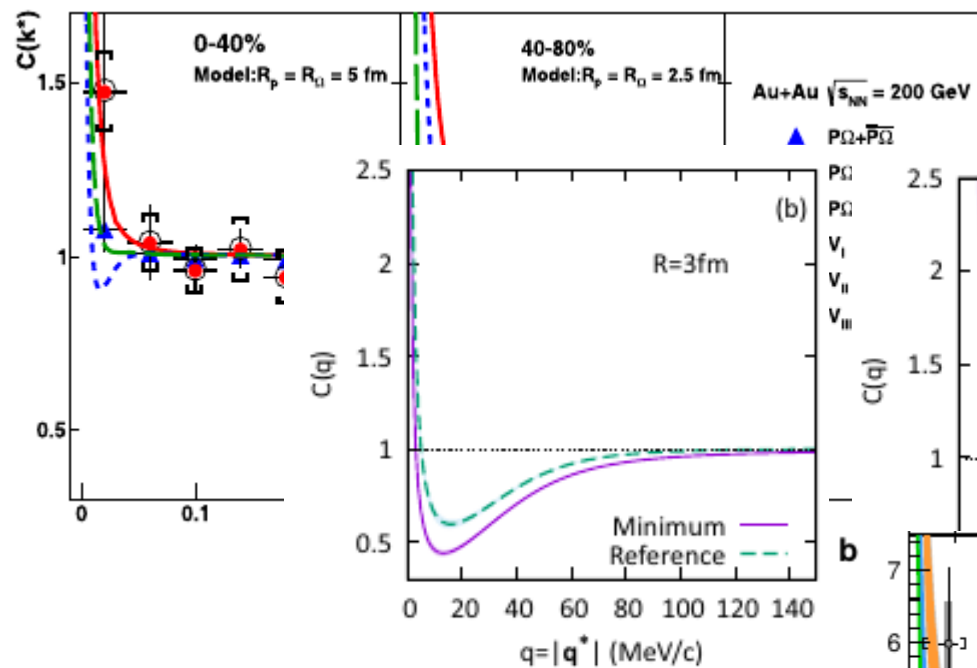 C(k*)
0-40%
Model:Rₚ = R_Ω = 5 fm
40-80%
Model:Rₚ = R_Ω = 2.5 fm
Au+Au √s_NN = 200 GeV
PΩ+P̅Ω̅
PΩ
PΩ
V_I
V_II
V_III
1.5
1
0.5
0
0.1
(b)
R=3fm
C(q)
2.5
2
1.5
1
0.5
Minimum
Reference
0 20 40 60 80 100 120 140
q=|q*| (MeV/c)
C(q)
2.5
2
1.5
1
b
7
6